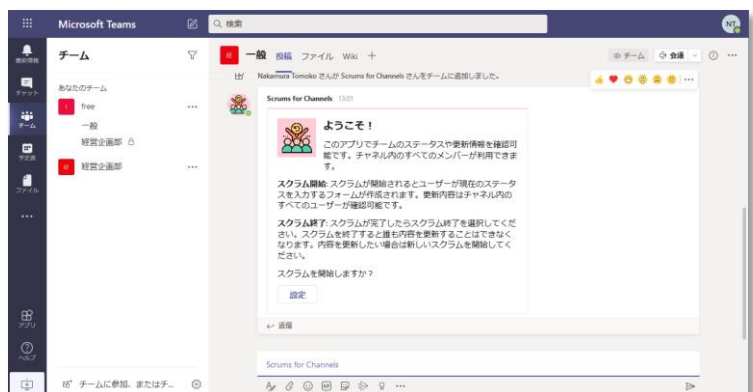 Microsoft Teams
検索
NT
最新情報
チャット
チーム
予定表
ファイル
アプリ
ヘルプ
チーム
あなたのチーム
free
一般
経営企画部
経
経営企画部
チームに参加、またはチ...
経
一般 投稿 ファイル Wiki +
チーム
会議
Nakamura Tomoko さんが Scrums for Channels さんをチームに追加しました。
Scrums for Channels 13:01
ようこそ！
このアプリでチームのステータスや更新情報を確認可
能です。チャネル内のすべてのメンバーが利用できま
す。
スクラム開始: スクラムが開始されるとユーザーが現在のステータ
スを入力するフォームが作成されます。更新内容はチャネル内の
すべてのユーザーが確認可能です。
スクラム終了: スクラムが完了したらスクラム終了を選択してくだ
さい。スクラムを終了すると誰も内容を更新することはできなく
なります。内容を更新したい場合は新しいスクラムを開始してく
ださい。
スクラムを開始しますか？
設定
返信
Scrums for Channels